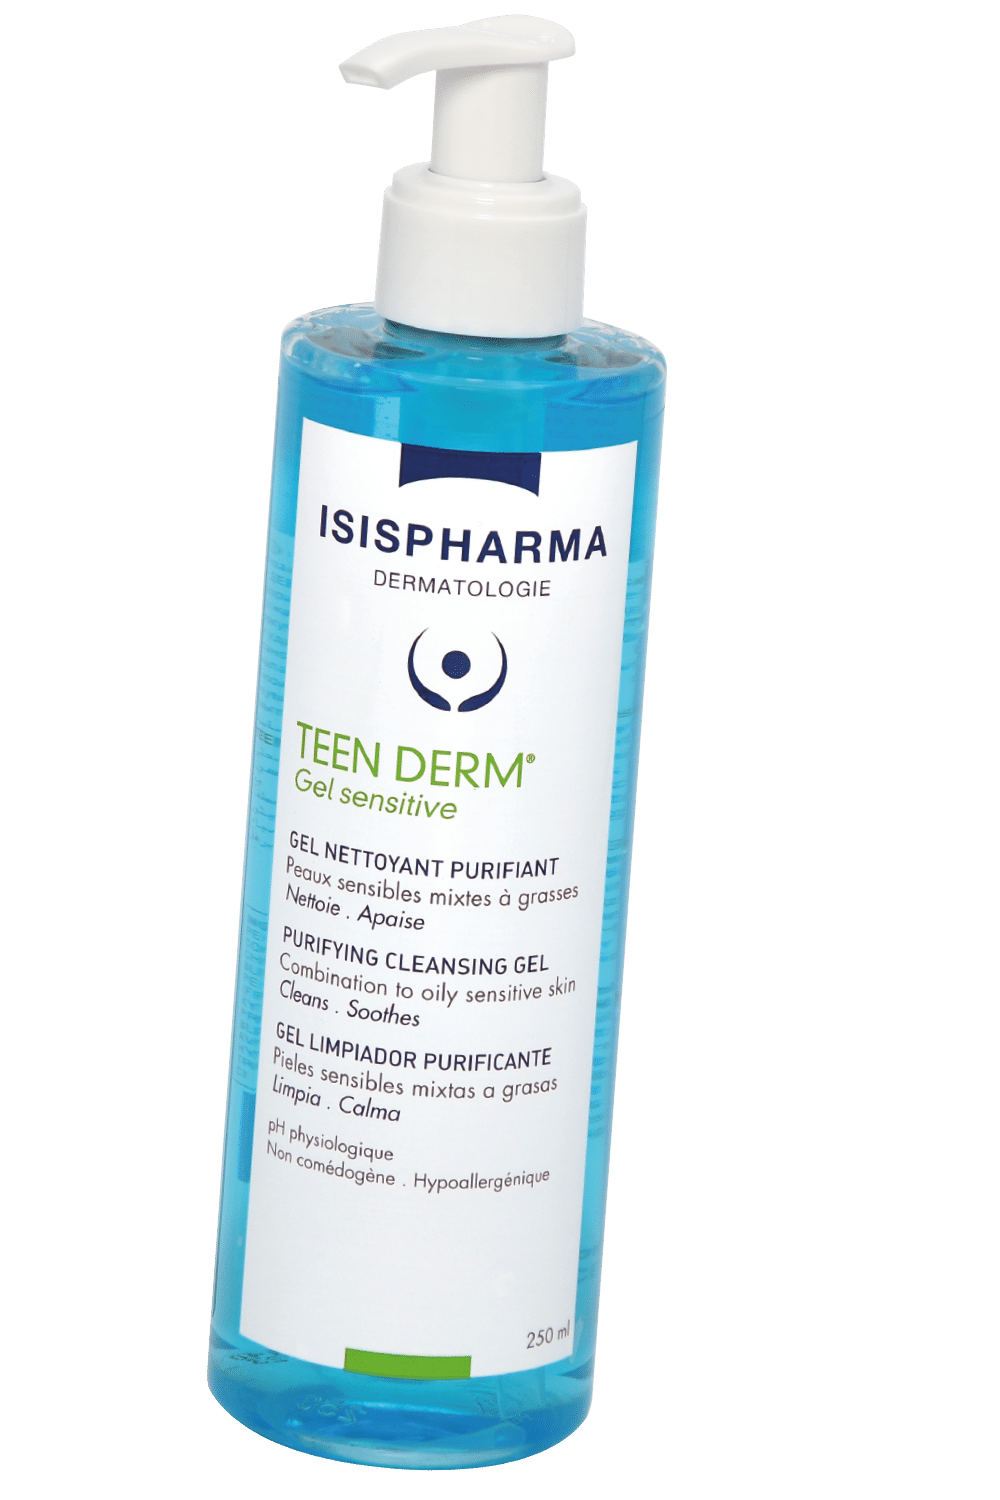 ISISPHARMA
DERMATOLOGIE
TEEN DERM®
Gel sensitive
GEL NETTOYANT PURIFIANT
Peaux sensibles mixtes à grasses
Nettoie . Apaise
PURIFYING CLEANSING GEL
Combination to oily sensitive skin
Cleans . Soothes
GEL LIMPIADOR PURIFICANTE
Pieles sensibles mixtas a grasas
Limpia . Calma
pH physiologique
Non comédogène . Hypoallergénique
250 ml